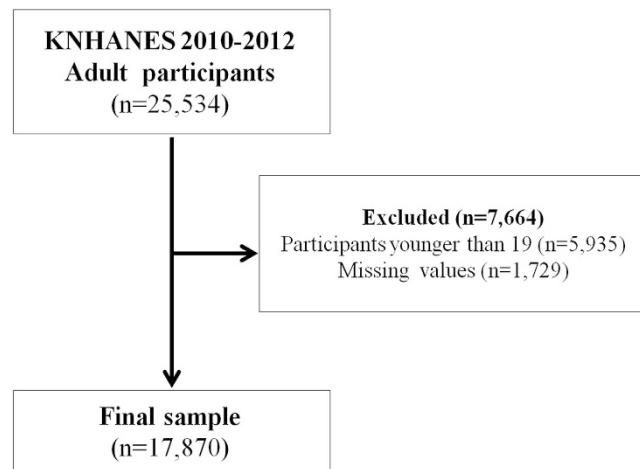 KNHANES 2010-2012
Adult participants
(n=25,534)
Excluded (n=7,664)
Participants younger than 19 (n=5,935)
Missing values (n=1,729)
Final sample
(n=17,870)